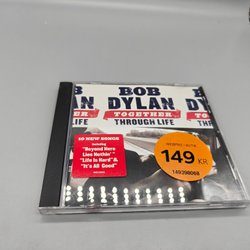 BOB
DYLAN
TOGETHER
THROUGH LIFE
10 NEW SONGS
Including
"Beyond Here
Lies Nothin'"
"Life Is Hard" &
"It's All Good"
149 KR
149398068